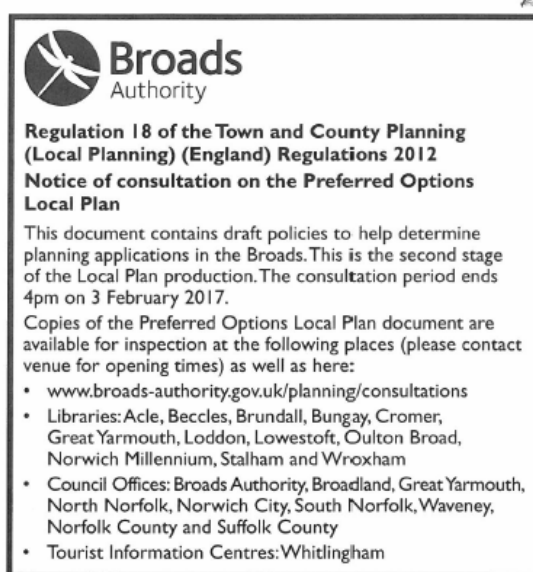 Broads
Authority
Regulation 18 of the Town and County Planning
(Local Planning) (England) Regulations 2012
Notice of consultation on the Preferred Options
Local Plan
This document contains draft policies to help determine
planning applications in the Broads. This is the second stage
of the Local Plan production. The consultation period ends
4pm on 3 February 2017.
Copies of the Preferred Options Local Plan document are
available for inspection at the following places (please contact
venue for opening times) as well as here:
• www.broads-authority.gov.uk/planning/consultations
• Libraries: Acle, Beccles, Brundall, Bungay, Cromer,
Great Yarmouth, Loddon, Lowestoft, Oulton Broad,
Norwich Millennium, Stalham and Wroxham
• Council Offices: Broads Authority, Broadland, Great Yarmouth,
North Norfolk, Norwich City, South Norfolk, Waveney,
Norfolk County and Suffolk County
• Tourist Information Centres: Whitlingham